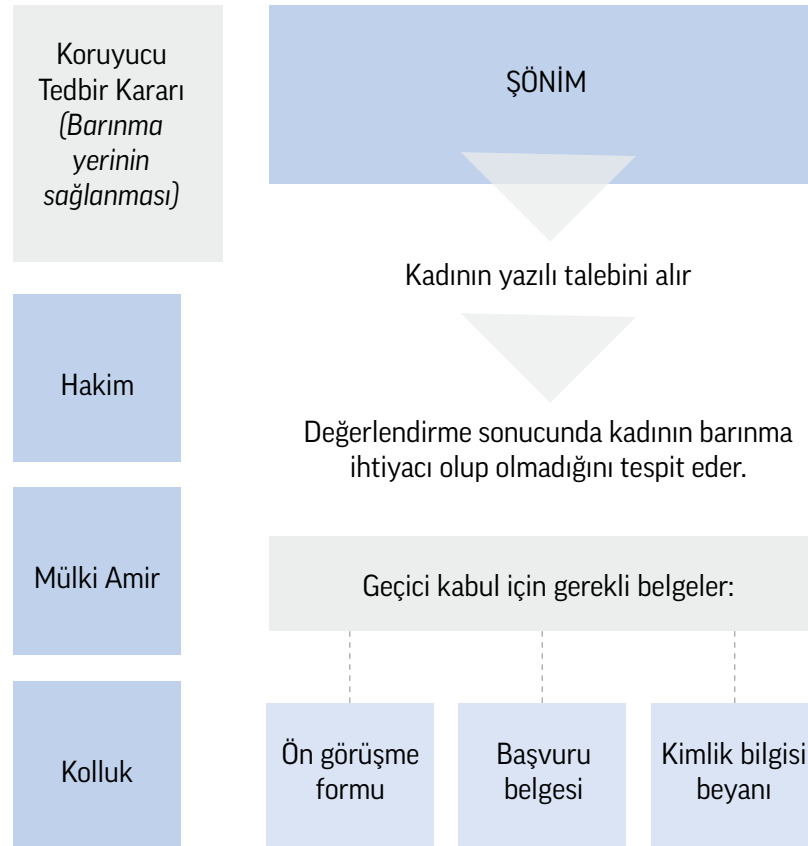 Koruyucu
Tedbir Kararı
(Barınma
yerinin
sağlanması)
Hakim
Mülki Amir
Kolluk
ŞÖNİM
Kadının yazılı talebini alır
Değerlendirme sonucunda kadının barınma
ihtiyacı olup olmadığını tespit eder.
Geçici kabul için gerekli belgeler:
Ön görüşme
formu
Başvuru
belgesi
Kimlik bilgisi
beyanı